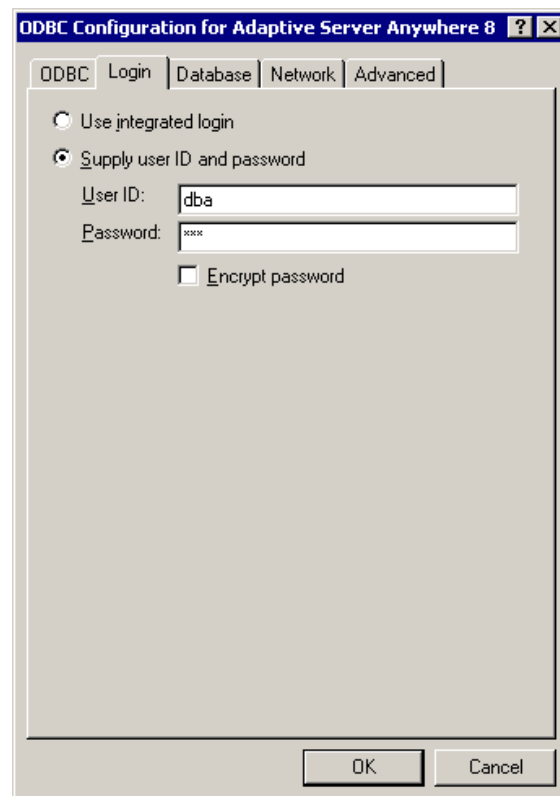 ODBC Configuration for Adaptive Server Anywhere 8 ? X
ODBC Login Database Network Advanced
Use integrated login
Supply user ID and password
User ID: dba
Password: ***
Encrypt password
OK Cancel